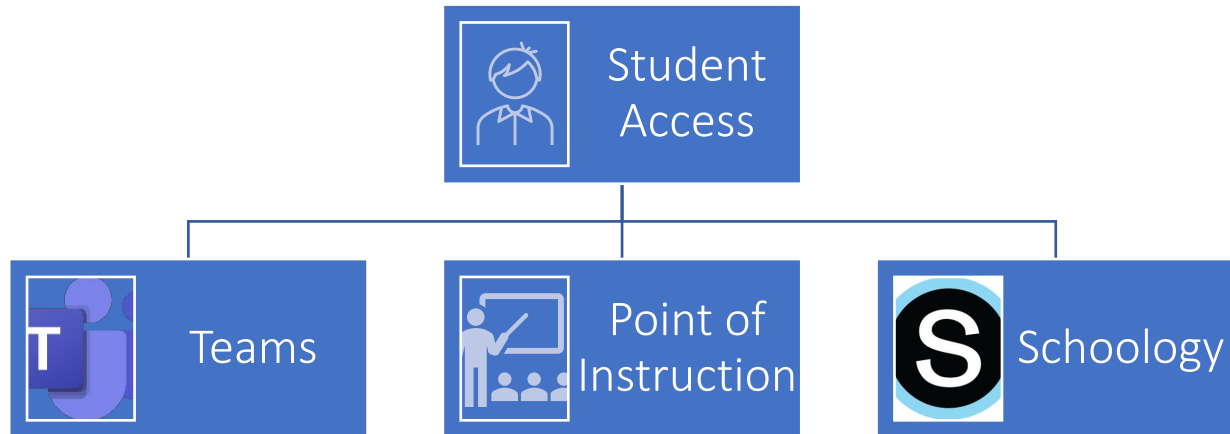 Student
Access
T
Teams
Point of
Instruction
S
Schoology